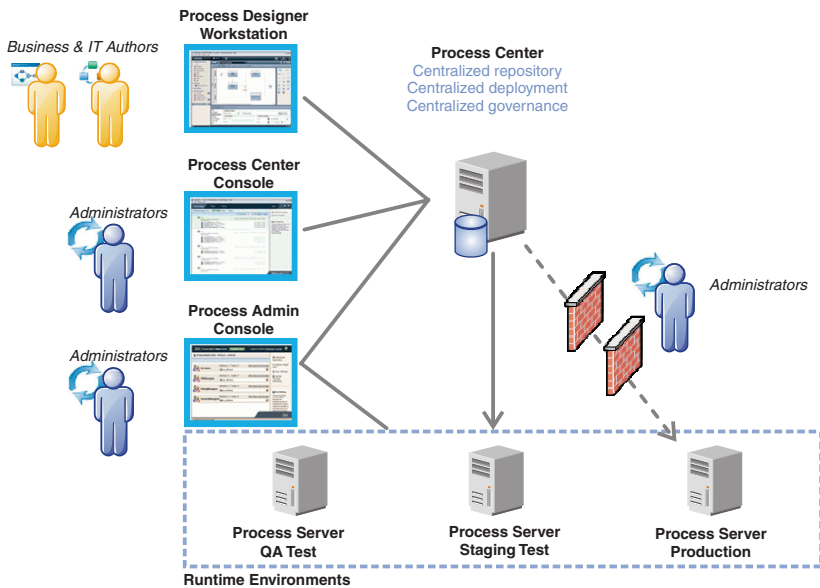 Process Designer
Workstation
Business & IT Authors
Process Center
Centralized repository
Centralized deployment
Centralized governance
Process Center
Console
Administrators
Administrators
Process Admin
Console
Administrators
Process Server
QA Test
Process Server
Staging Test
Process Server
Production
Runtime Environments